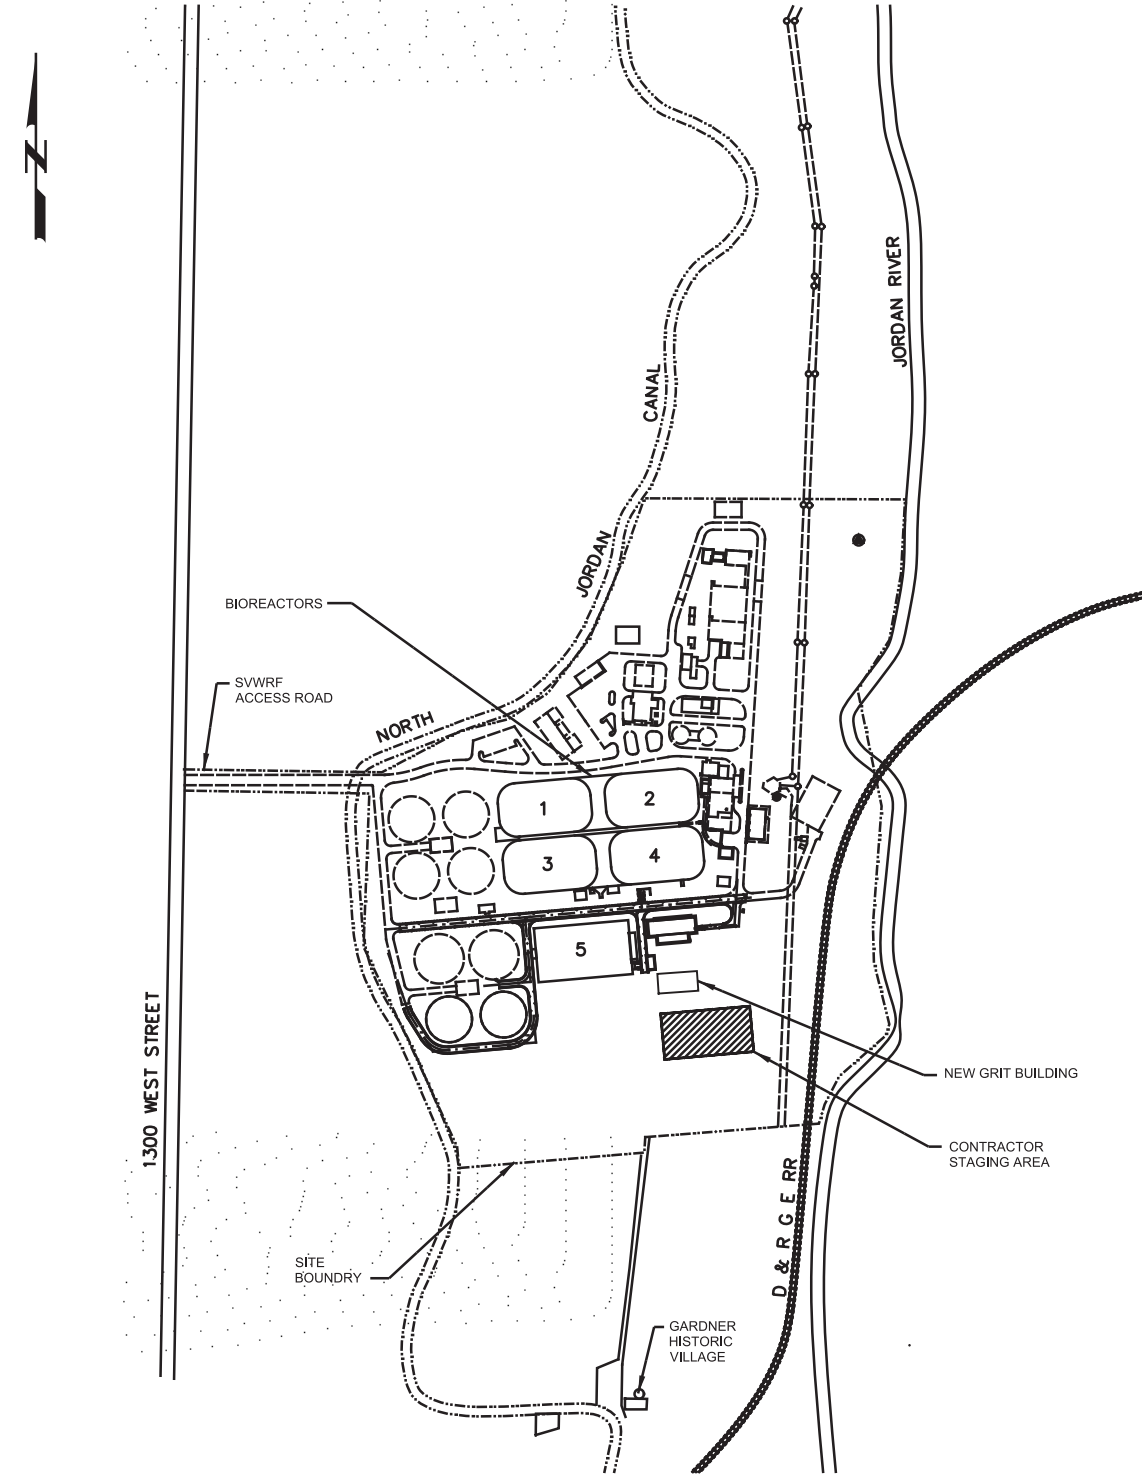 N
JORDAN RIVER
CANAL
JORDAN
BIOREACTORS
SVWRF
ACCESS ROAD
NORTH
1
2
3
4
5
1300 WEST STREET
NEW GRIT BUILDING
CONTRACTOR
STAGING AREA
D & R G E RR
SITE
BOUNDRY
GARDNER
HISTORIC
VILLAGE